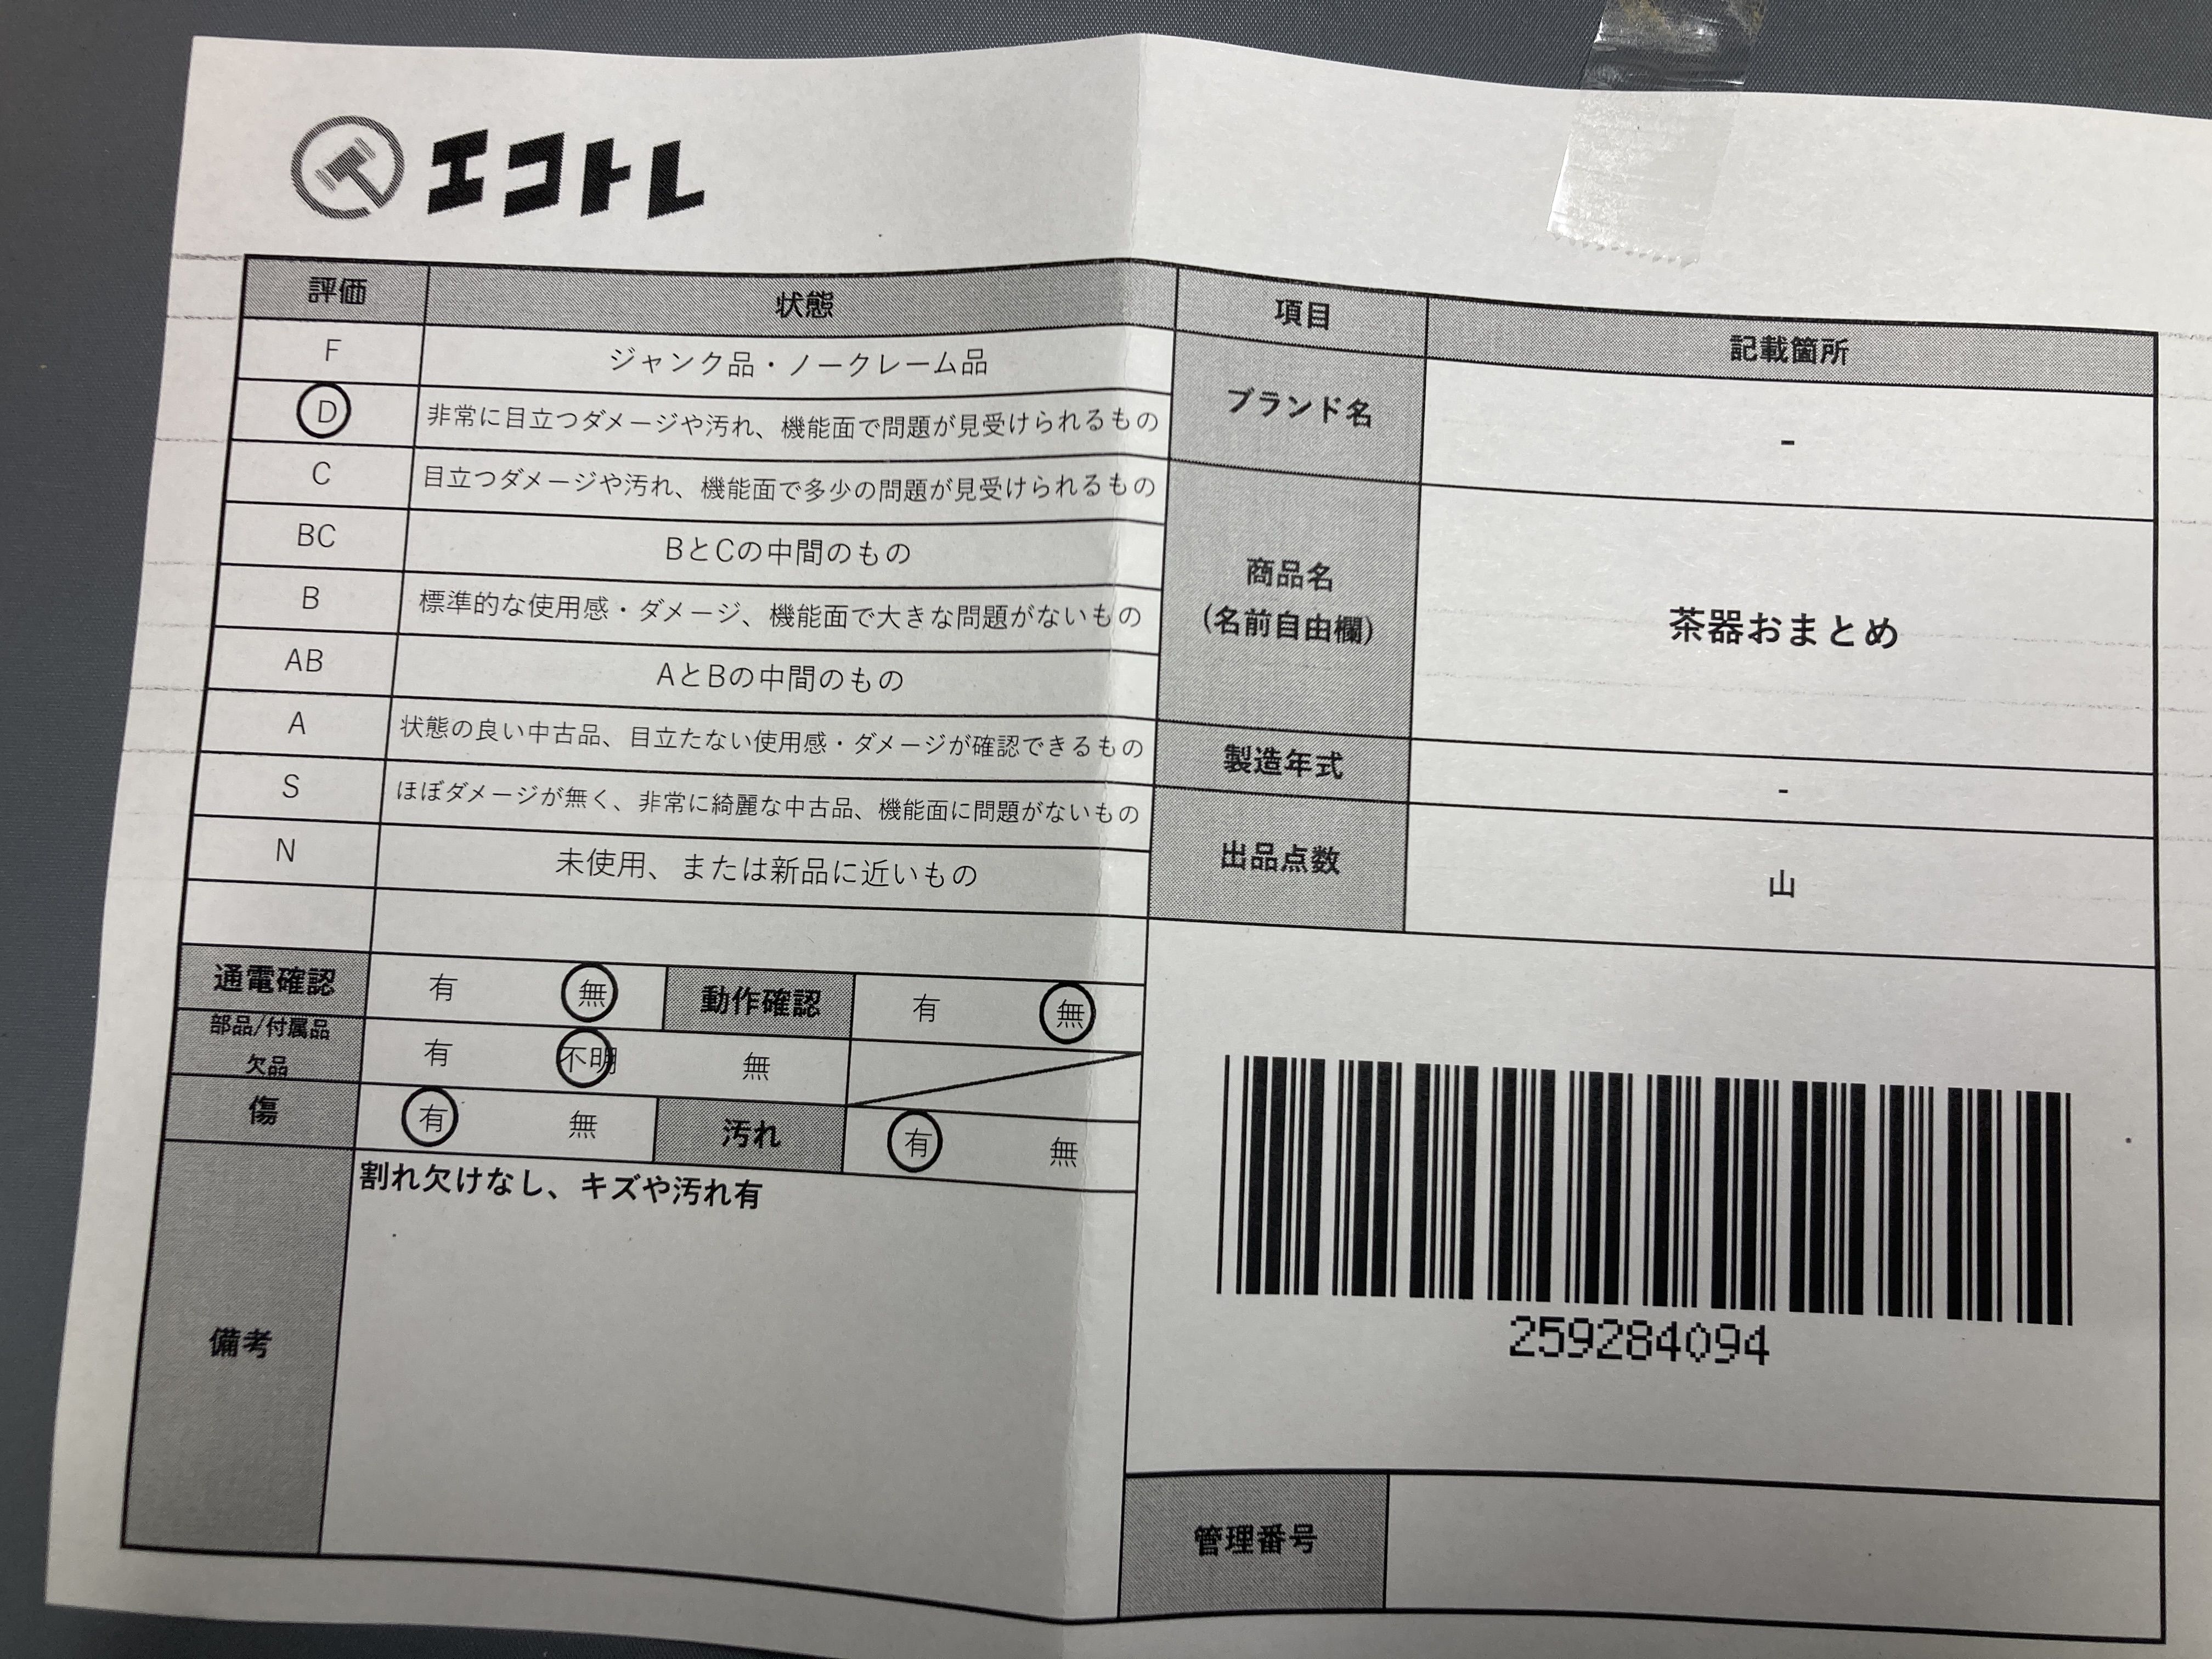 エコトレ
評価 状態
F ジャンク品・ノークレーム品
D 非常に目立つダメージや汚れ、機能面で問題が見受けられるもの
C 目立つダメージや汚れ、機能面で多少の問題が見受けられるもの
BC BとCの中間のもの
B 標準的な使用感・ダメージ、機能面で大きな問題がないもの
AB AとBの中間のもの
A 状態の良い中古品、目立たない使用感・ダメージが確認できるもの
S ほぼダメージが無く、非常に綺麗な中古品、機能面に問題がないもの
N 未使用、または新品に近いもの
通電確認 有 無 動作確認 有 無
部品/付属品
欠品 有 不明 無
傷 有 無 汚れ 有 無
備考 割れ欠けなし、キズや汚れ有
項目 記載箇所
ブランド名 -
商品名
(名前自由欄) 茶器おまとめ
製造年式 -
出品点数 山
259284094
管理番号